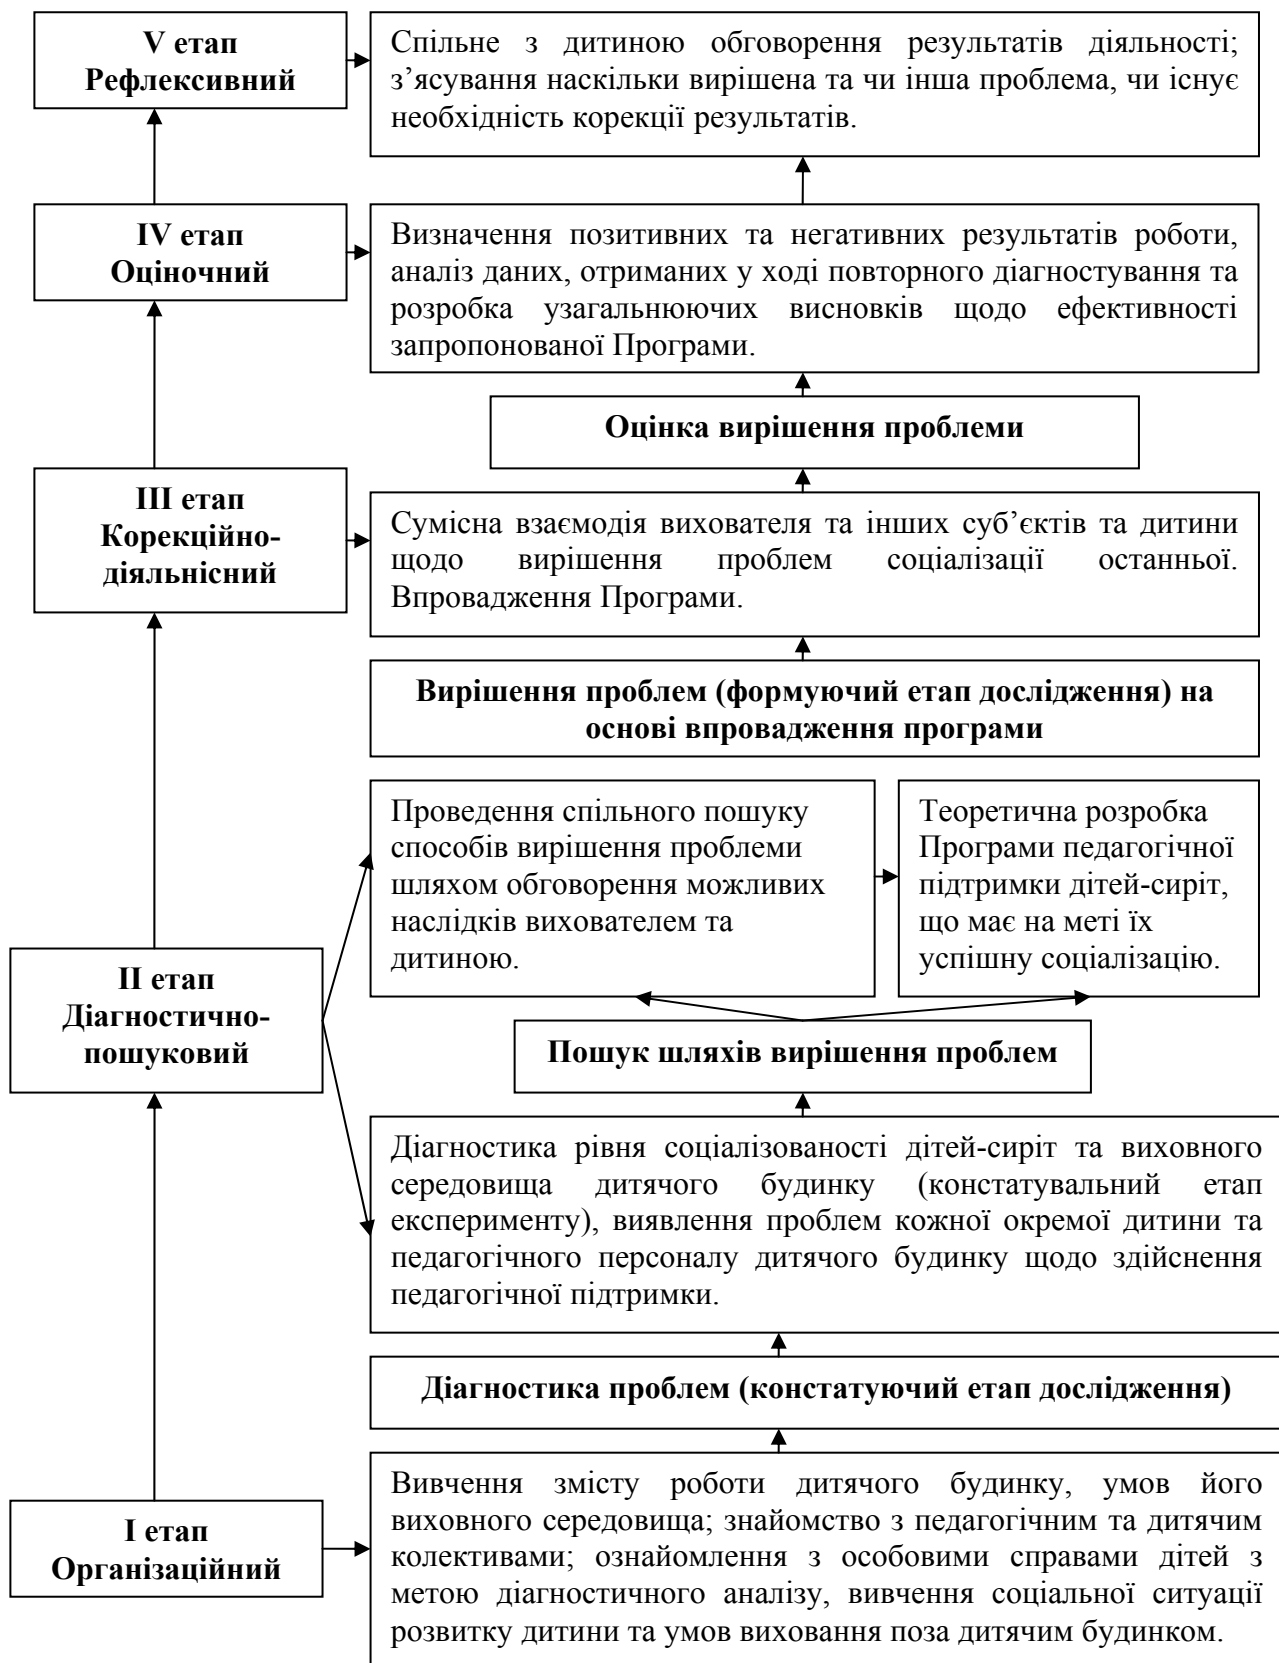 V етап
Рефлексивний
Спільне з дитиною обговорення результатів діяльності;
з’ясування наскільки вирішена та чи інша проблема, чи існує
необхідність корекції результатів.
IV етап
Оціночний
Визначення позитивних та негативних результатів роботи,
аналіз даних, отриманих у ході повторного діагностування та
розробка узагальнюючих висновків щодо ефективності
запропонованої Програми.
Оцінка вирішення проблеми
III етап
Корекційно-
діяльнісний
Сумісна взаємодія вихователя та інших суб’єктів та дитини
щодо вирішення проблем соціалізації останньої.
Впровадження Програми.
Вирішення проблем (формуючий етап дослідження) на
основі впровадження програми
Проведення спільного пошуку
способів вирішення проблеми
шляхом обговорення можливих
наслідків вихователем та
дитиною.
Теоретична розробка
Програми педагогічної
підтримки дітей-сиріт,
що має на меті їх
успішну соціалізацію.
II етап
Діагностично-
пошуковий
Пошук шляхів вирішення проблем
Діагностика рівня соціалізованості дітей-сиріт та виховного
середовища дитячого будинку (констатувальний етап
експерименту), виявлення проблем кожної окремої дитини та
педагогічного персоналу дитячого будинку щодо здійснення
педагогічної підтримки.
Діагностика проблем (констатуючий етап дослідження)
I етап
Організаційний
Вивчення змісту роботи дитячого будинку, умов його
виховного середовища; знайомство з педагогічним та дитячим
колективами; ознайомлення з особовими справами дітей з
метою діагностичного аналізу, вивчення соціальної ситуації
розвитку дитини та умов виховання поза дитячим будинком.